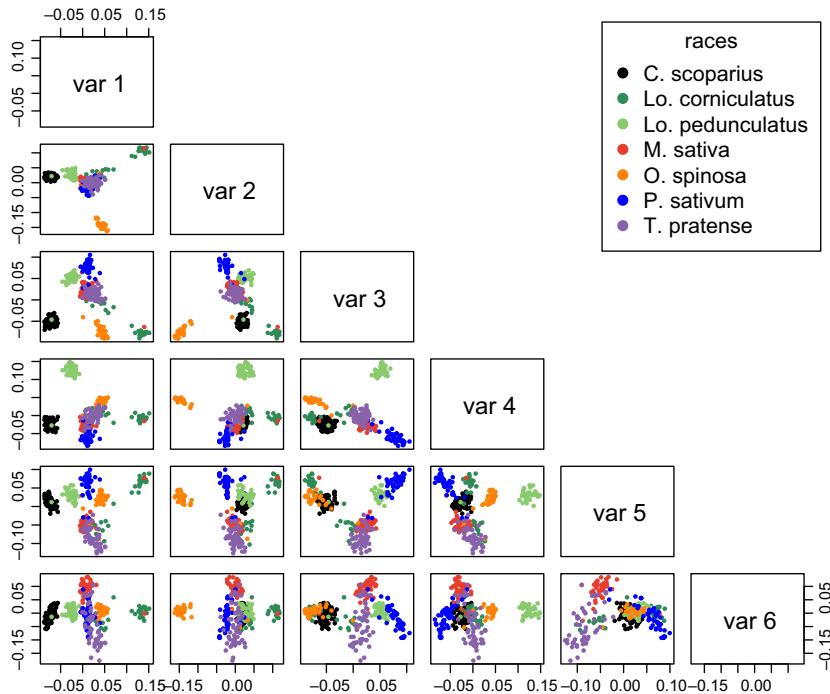 −0.05 0.05 0.15
−0.05 0.10
var 1
races
C. scoparius
Lo. corniculatus
Lo. pedunculatus
M. sativa
O. spinosa
P. sativum
T. pratense
−0.15 0.00
var 2
−0.05 0.05
var 3
−0.05 0.10
var 4
−0.10 0.05
var 5
−0.15 0.05
var 6
−0.15 0.05
−0.05 0.05 0.15
−0.15 0.00
−0.05 0.05
−0.05 0.05 0.15
−0.10 0.00 0.10
−0.15 0.00